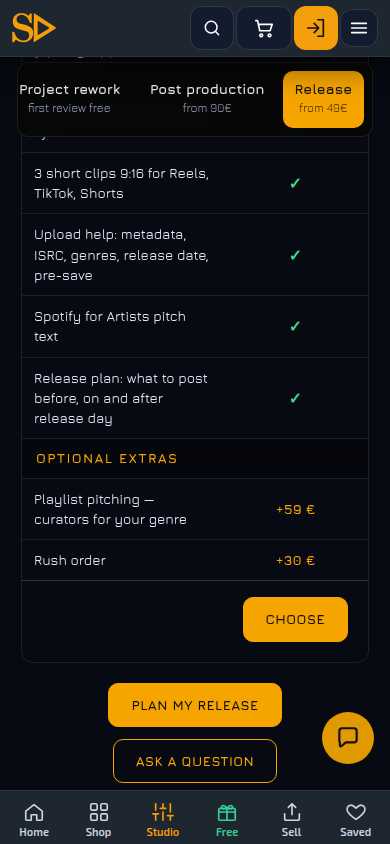 S
Project rework
Post production
Release
first review free
from 90€
from 49€
3 short clips 9:16 for Reels,
TikTok, Shorts
✓
Upload help: metadata,
ISRC, genres, release date,
pre-save
✓
Spotify for Artists pitch
text
✓
Release plan: what to post
before, on and after
release day
✓
OPTIONAL EXTRAS
Playlist pitching —
curators for your genre
+59 €
Rush order
+30 €
CHOOSE
PLAN MY RELEASE
ASK A QUESTION
Home
Shop
Studio
Free
Sell
Saved